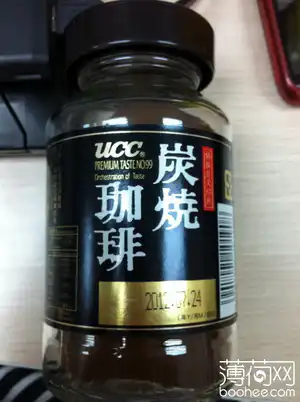 ucc®
PREMIUM TASTE NO.99
Orchestration of Taste
炭燒
珈琲
2012.07.24
薄荷网
boohee.com